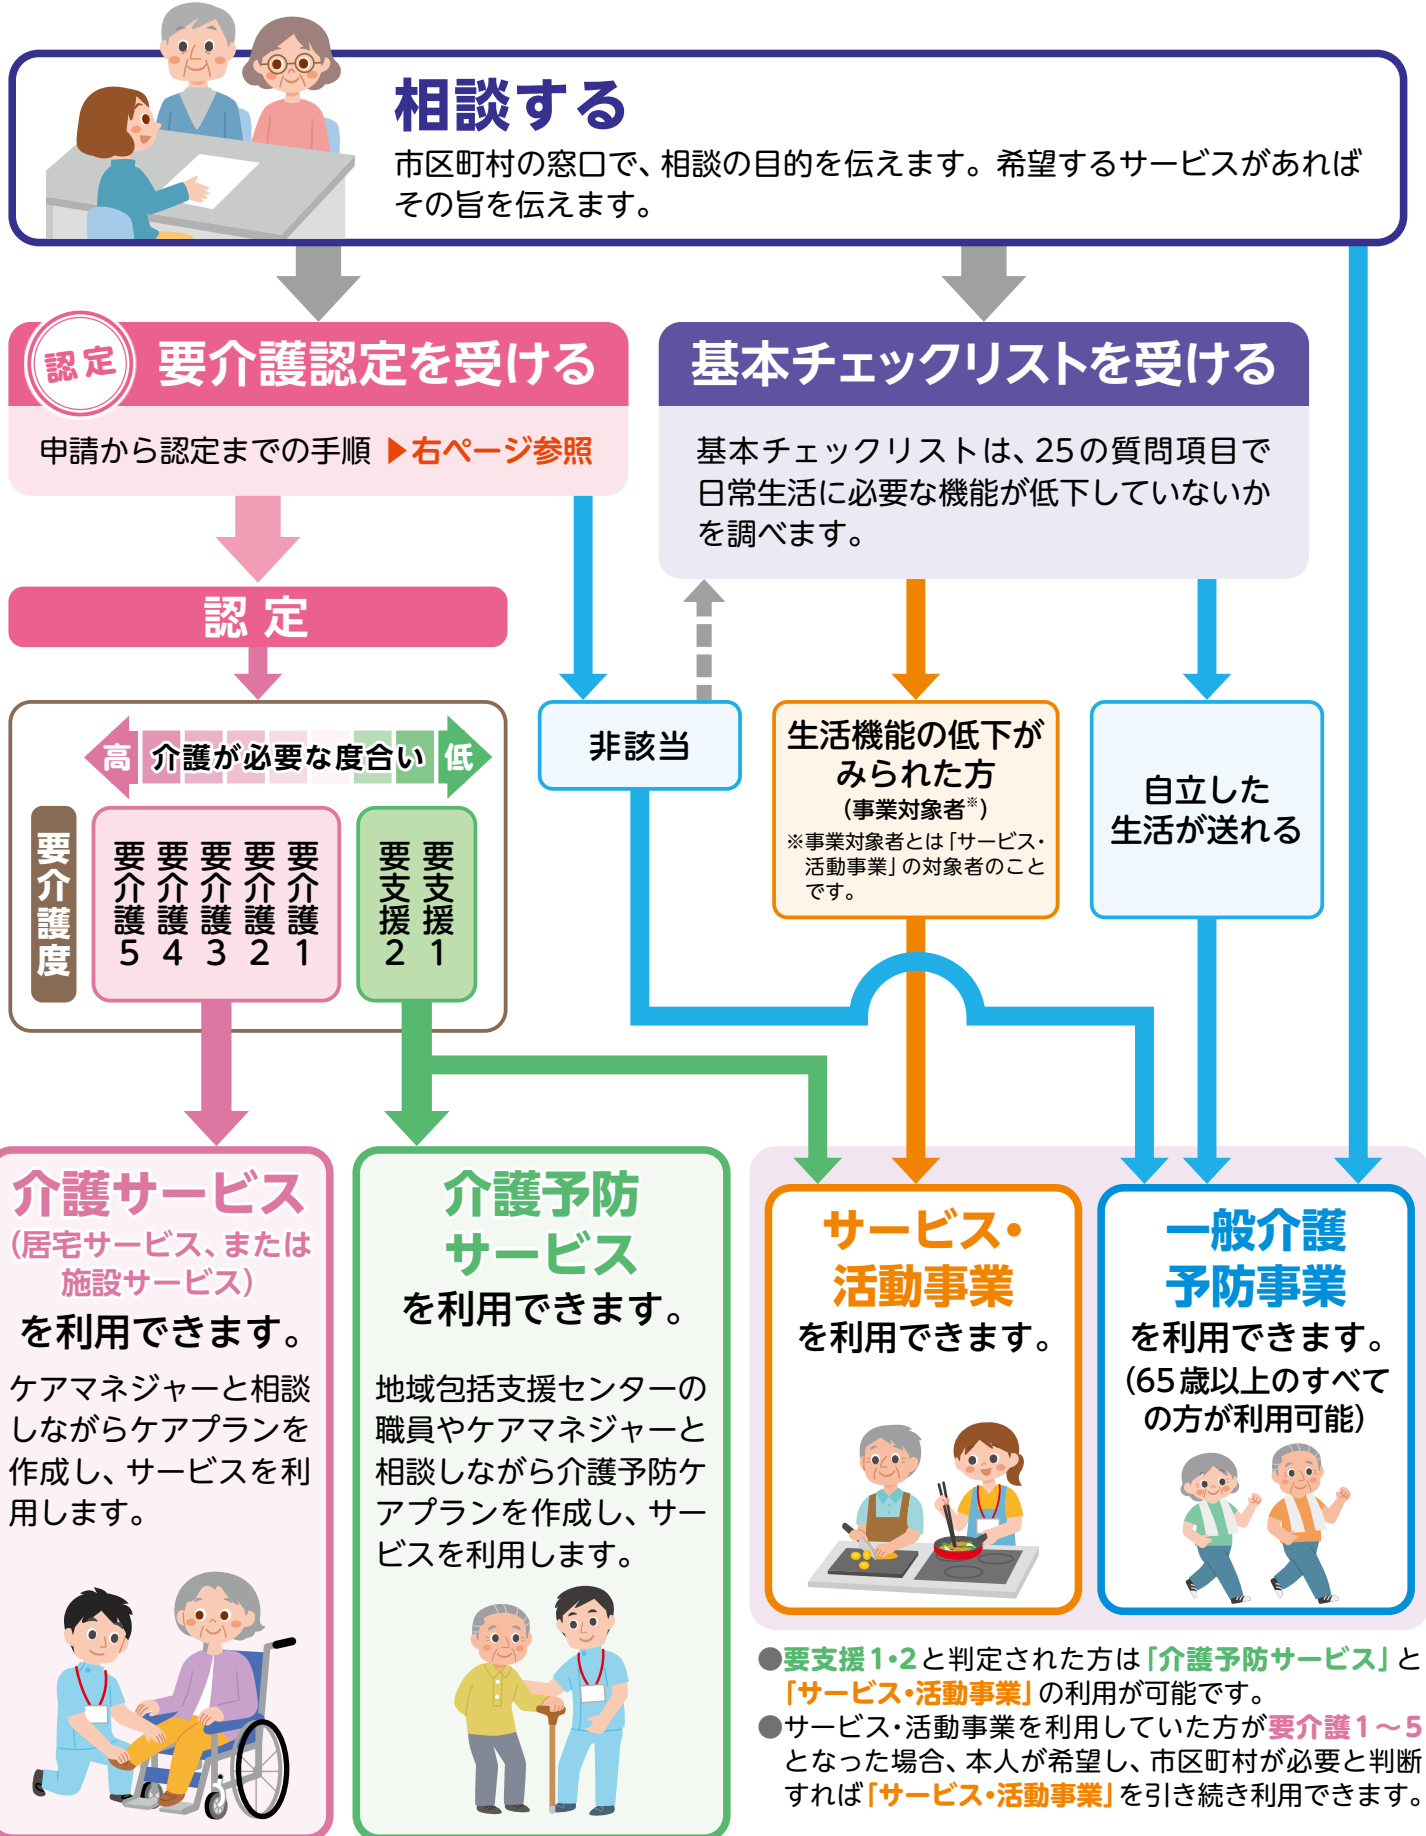 相談する
市区町村の窓口で、相談の目的を伝えます。希望するサービスがあれば
その旨を伝えます。
認定
要介護認定を受ける
申請から認定までの手順 ▶右ページ参照
基本チェックリストを受ける
基本チェックリストは、25の質問項目で
日常生活に必要な機能が低下していないか
を調べます。
認定
高 介護が必要な度合い 低
要介護度
要介護5
要介護4
要介護3
要介護2
要介護1
要支援2
要支援1
非該当
生活機能の低下が
みられた方
(事業対象者※)
※事業対象者とは「サービス・
活動事業」の対象者のこと
です。
自立した
生活が送れる
介護サービス
(居宅サービス、または
施設サービス)
を利用できます。
ケアマネジャーと相談
しながらケアプランを
作成し、サービスを利
用します。
介護予防
サービス
を利用できます。
地域包括支援センターの
職員やケアマネジャーと
相談しながら介護予防ケ
アプランを作成し、サー
ビスを利用します。
サービス・
活動事業
を利用できます。
一般介護
予防事業
を利用できます。
(65歳以上のすべて
の方が利用可能)
●要支援1・2と判定された方は「介護予防サービス」と
「サービス・活動事業」の利用が可能です。
●サービス・活動事業を利用していた方が要介護1～5
となった場合、本人が希望し、市区町村が必要と判断
すれば「サービス・活動事業」を引き続き利用できます。